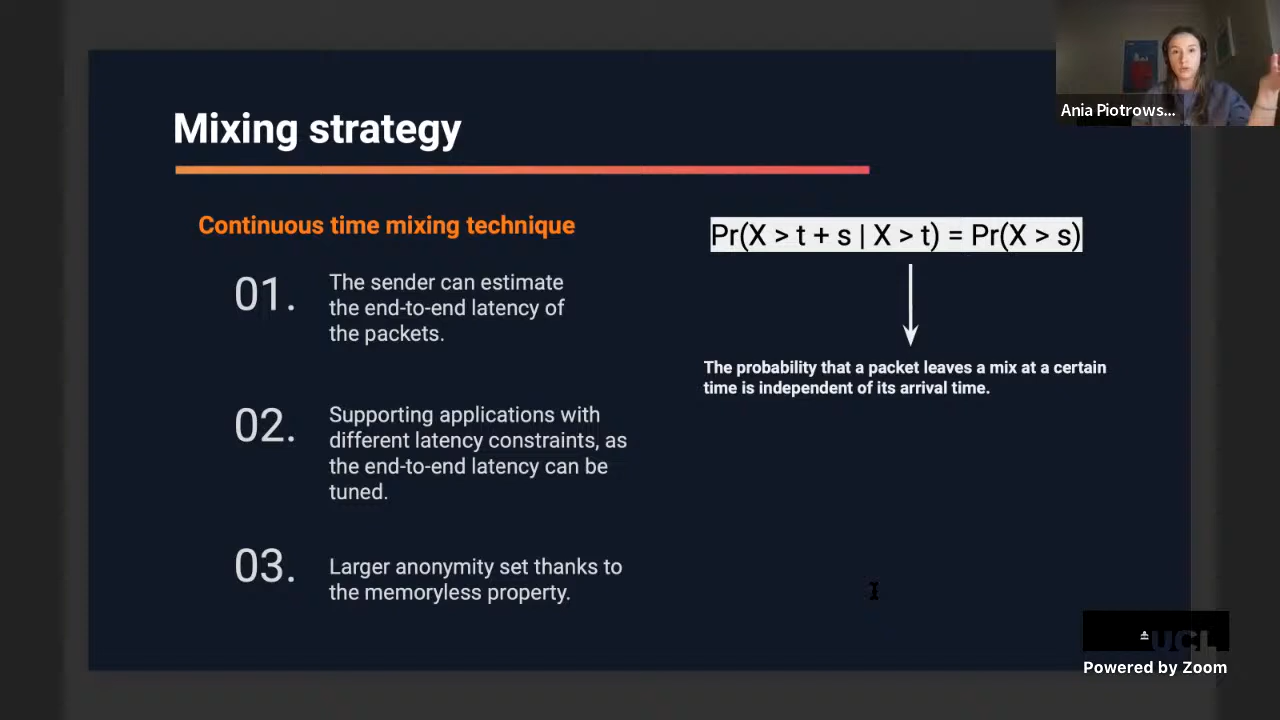 Mixing strategy
Ania Piotrows...
Continuous time mixing technique
01.
The sender can estimate
the end-to-end latency of
the packets.
02.
Supporting applications with
different latency constraints, as
the end-to-end latency can be
tuned.
03.
Larger anonymity set thanks to
the memoryless property.
Pr(X > t + s | X > t) = Pr(X > s)
The probability that a packet leaves a mix at a certain
time is independent of its arrival time.
UCL
Powered by Zoom